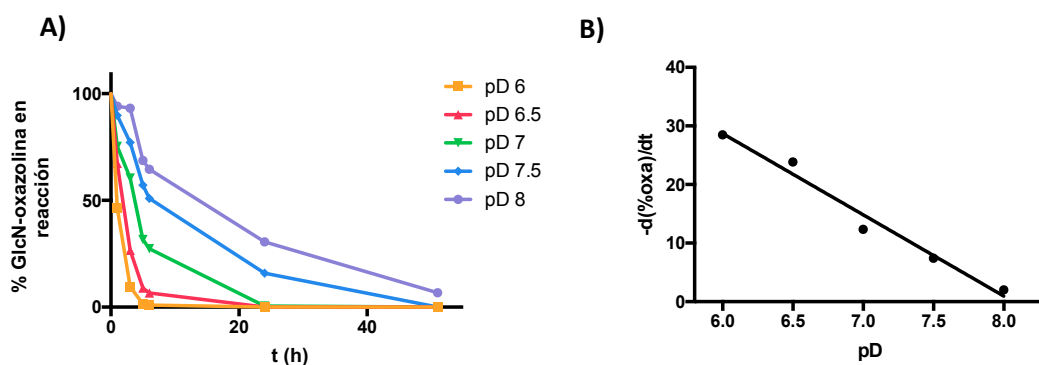 A)
% GlcN-oxazolina en
reacción
100
50
0
0
20
40
t (h)
pD 6
pD 6.5
pD 7
pD 7.5
pD 8
B)
-d(%oxa)/dt
40
30
20
10
0
6.0
6.5
7.0
7.5
8.0
pD